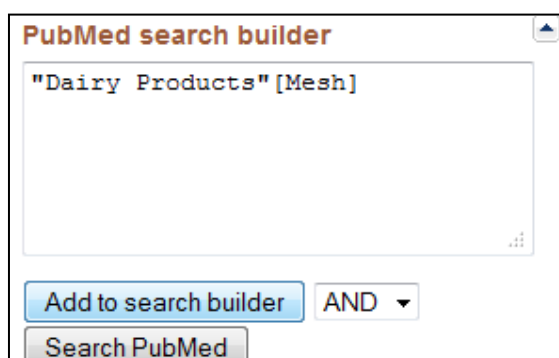 PubMed search builder
"Dairy Products"[Mesh]
Add to search builder AND
Search PubMed